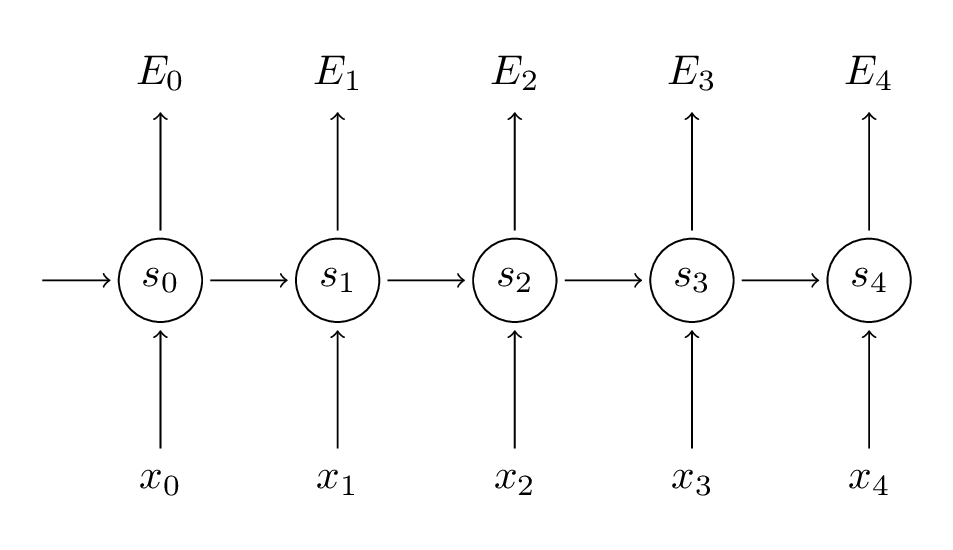 E₀ E₁ E₂ E₃ E₄
s₀ s₁ s₂ s₃ s₄
x₀ x₁ x₂ x₃ x₄